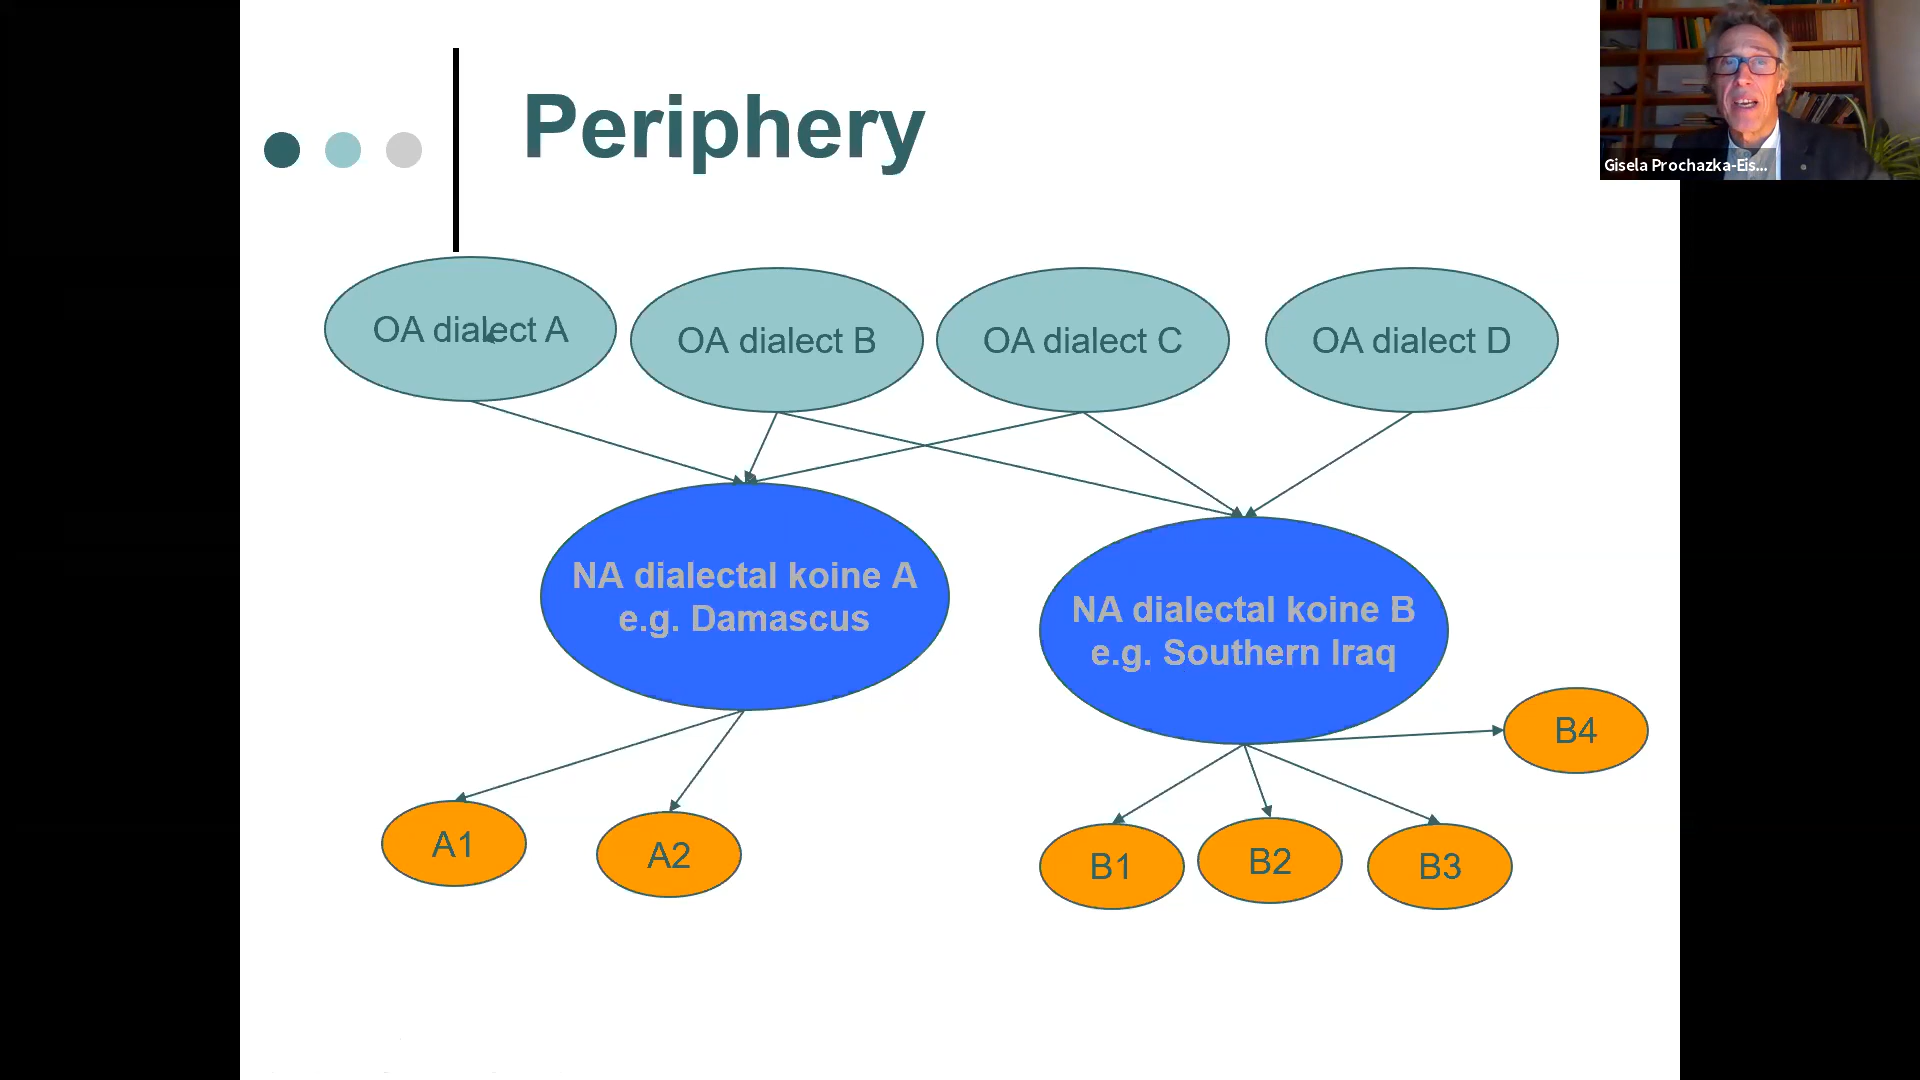 Periphery
Gisela Prochazka-Eis...
OA dialect A
OA dialect B
OA dialect C
OA dialect D
NA dialectal koine A
e.g. Damascus
NA dialectal koine B
e.g. Southern Iraq
B4
A1
A2
B1
B2
B3